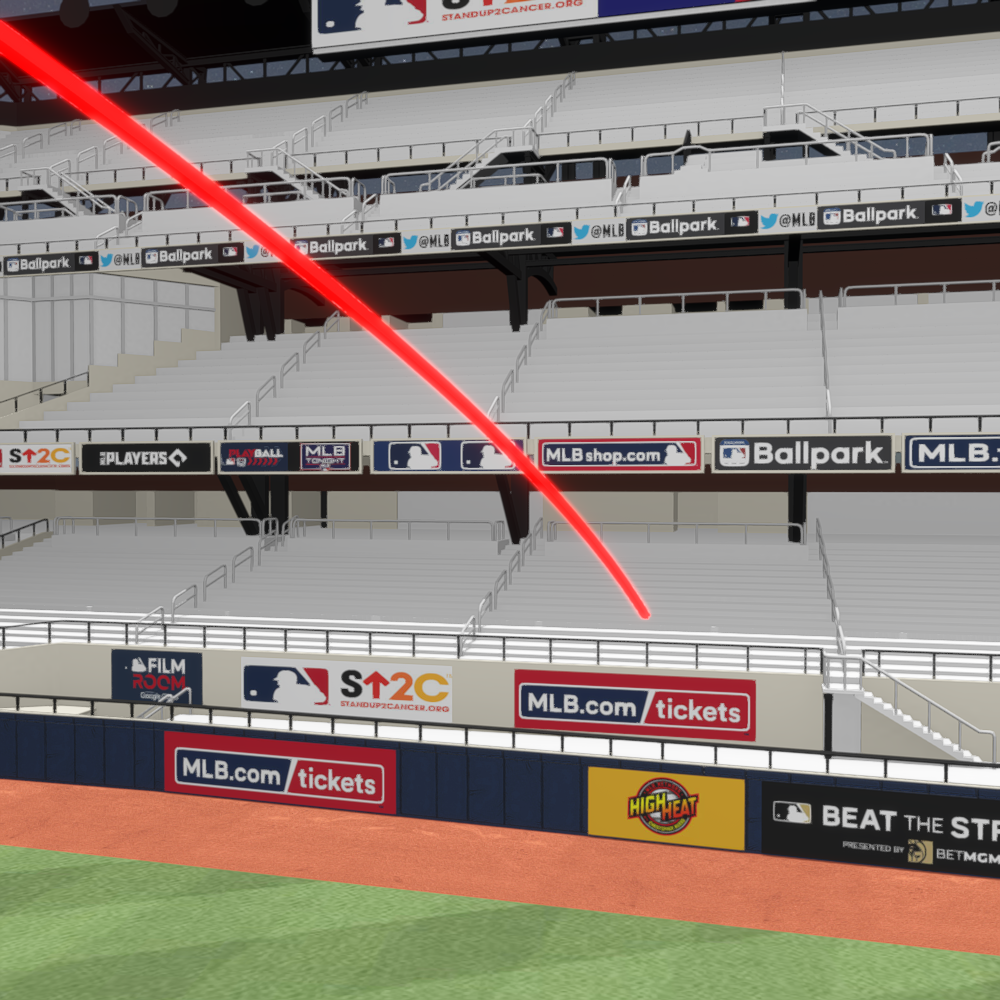 STANDUP2CANCER.ORG
Ballpark
@MLB
Ballpark
Ballpark
@MLB
Ballpark
@MLB
Ballpark
@MLB
Ballpark
S↑2C
STANDUP2CANCER.ORG
PLAYERS
PLAYBALL
MLB
TONIGHT
MLBshop.com
Ballpark
MLB.
FILM
ROOM
S↑2C
STANDUP2CANCER.ORG
MLB.com/tickets
MLB.com/tickets
HIGH HEAT
BEAT THE STR
PRESENTED BY BETMGM